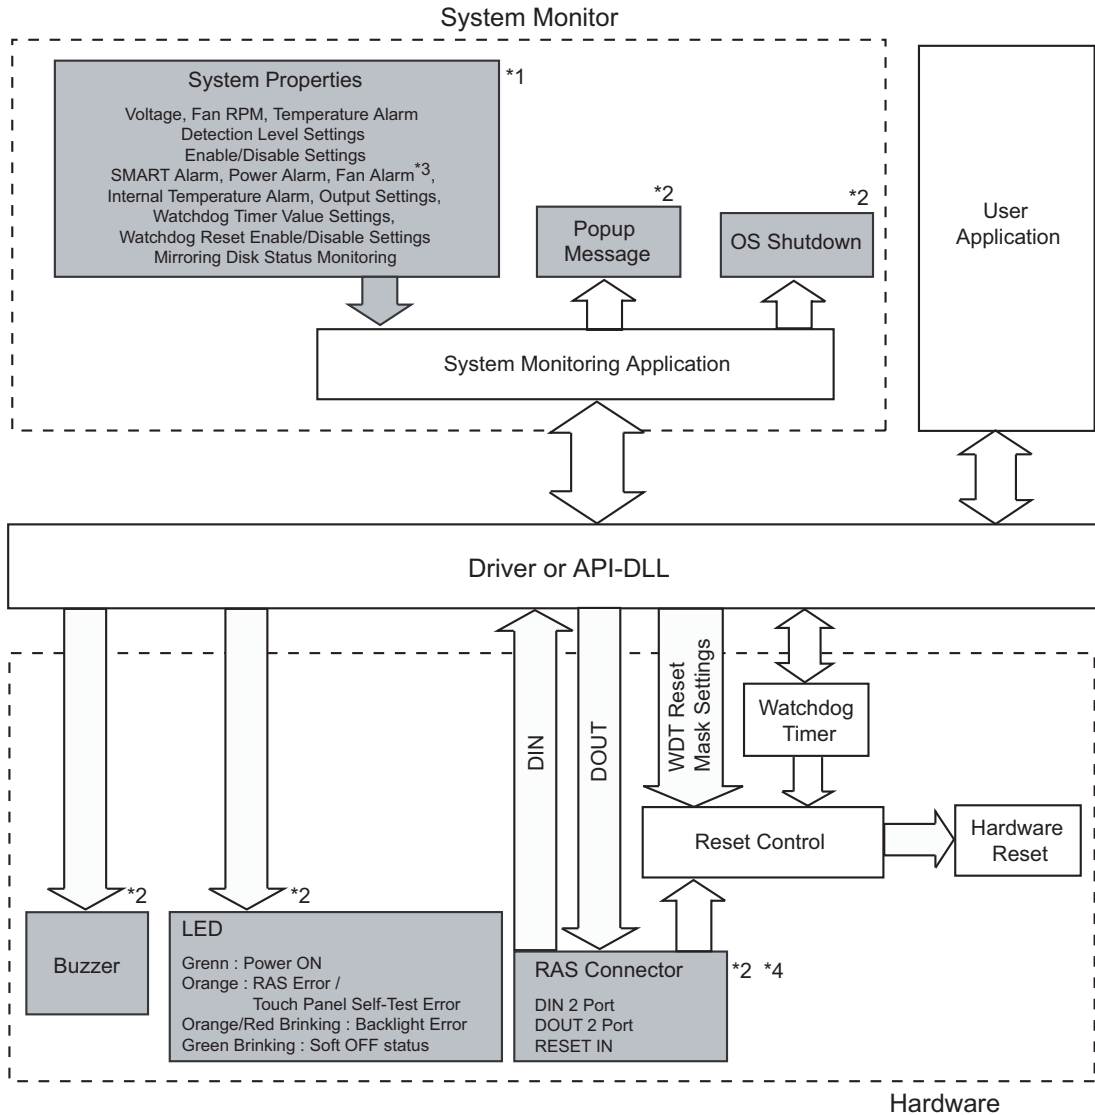 System Monitor
System Properties
*1
Voltage, Fan RPM, Temperature Alarm
Detection Level Settings
Enable/Disable Settings
SMART Alarm, Power Alarm, Fan Alarm*3,
Internal Temperature Alarm, Output Settings,
Watchdog Timer Value Settings,
Watchdog Reset Enable/Disable Settings
Mirroring Disk Status Monitoring
*2
Popup
Message
*2
OS Shutdown
User
Application
System Monitoring Application
Driver or API-DLL
DIN
DOUT
WDT Reset
Mask Settings
Watchdog
Timer
Reset Control
Hardware
Reset
*2
Buzzer
*2
LED
Grenn : Power ON
Orange : RAS Error /
Touch Panel Self-Test Error
Orange/Red Brinking : Backlight Error
Green Brinking : Soft OFF status
RAS Connector
*2 *4
DIN 2 Port
DOUT 2 Port
RESET IN
Hardware